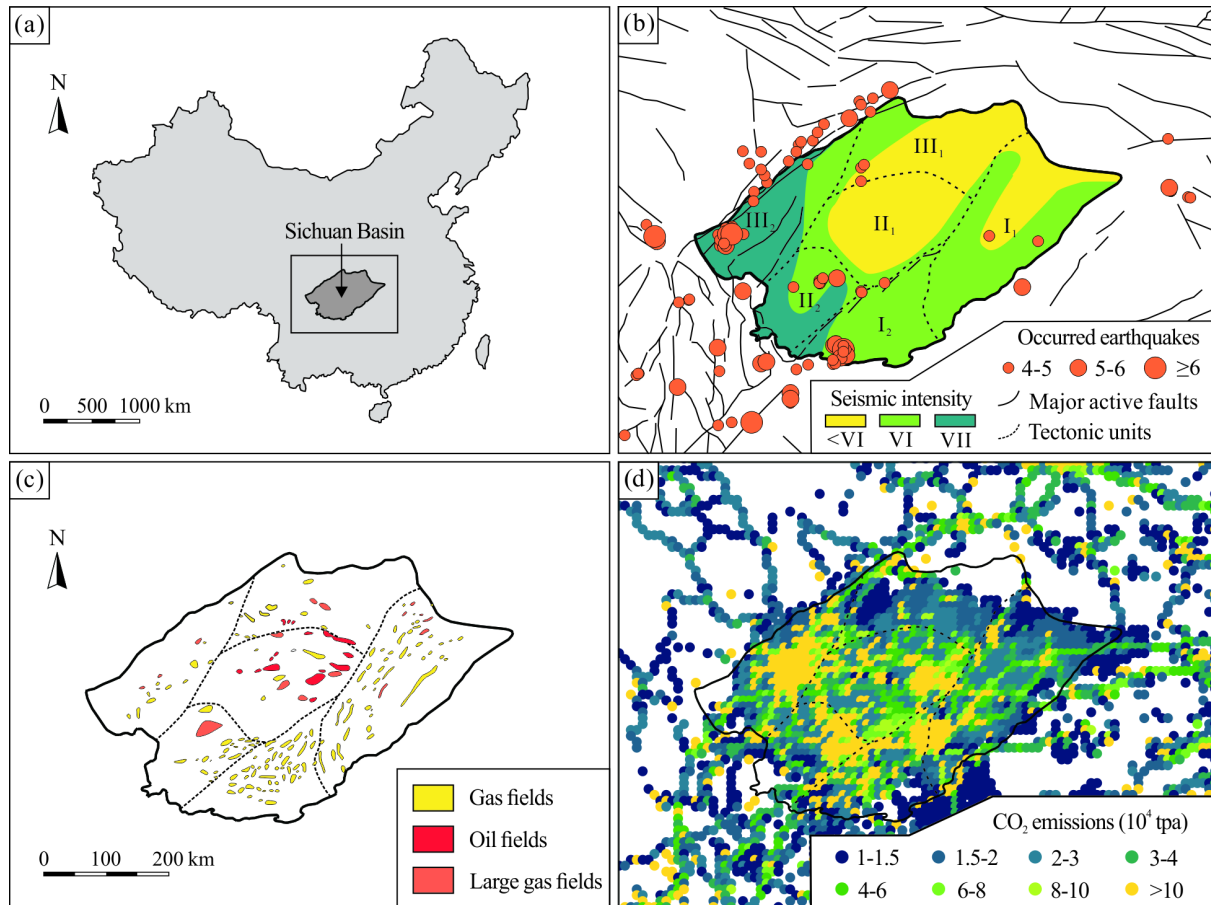 (a)
N
Sichuan Basin
0 500 1000 km
(b)
III₁
III₂
II₁
I₁
II₂
I₂
Occurred earthquakes
4-5 5-6 ≥6
Major active faults
Tectonic units
Seismic intensity
<VI VI VII
(c)
N
Gas fields
Oil fields
Large gas fields
0 100 200 km
(d)
CO₂ emissions (10⁴ tpa)
1-1.5 1.5-2 2-3 3-4
4-6 6-8 8-10 >10